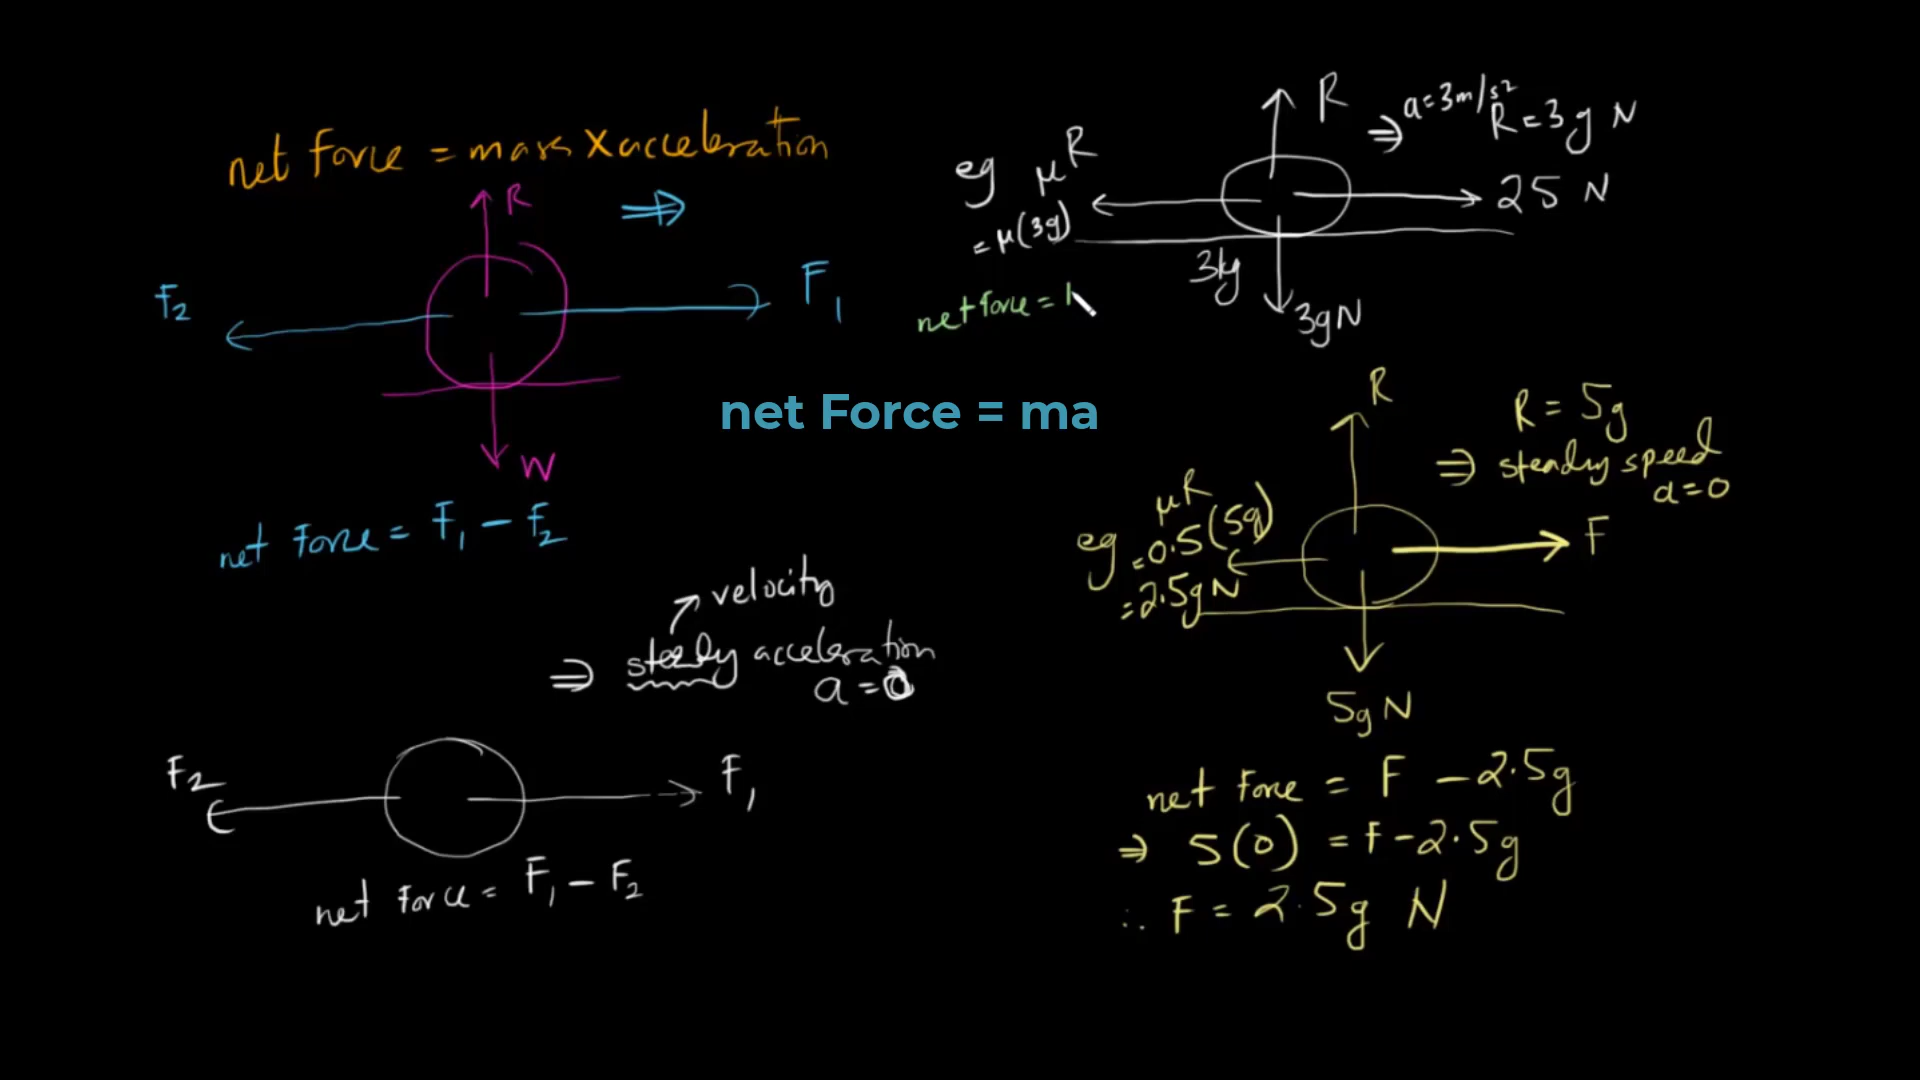 net Force = mass x acceleration
R
F₂
F₁
W
net Force = F₁ - F₂
net Force = ma
⇒ steady acceleration
velocity
a = 0
F₂
F₁
net Force = F₁ - F₂
eg μR
= μ(3g)
R
⇒ a = 3m/s²
R = 3g N
25 N
3kg
3gN
net force =
R
R = 5g
⇒ steady speed
a = 0
μR
eg = 0.5(5g)
= 2.5gN
F
5g N
net Force = F - 2.5g
⇒ 5(0) = F - 2.5g
∴ F = 2.5g N